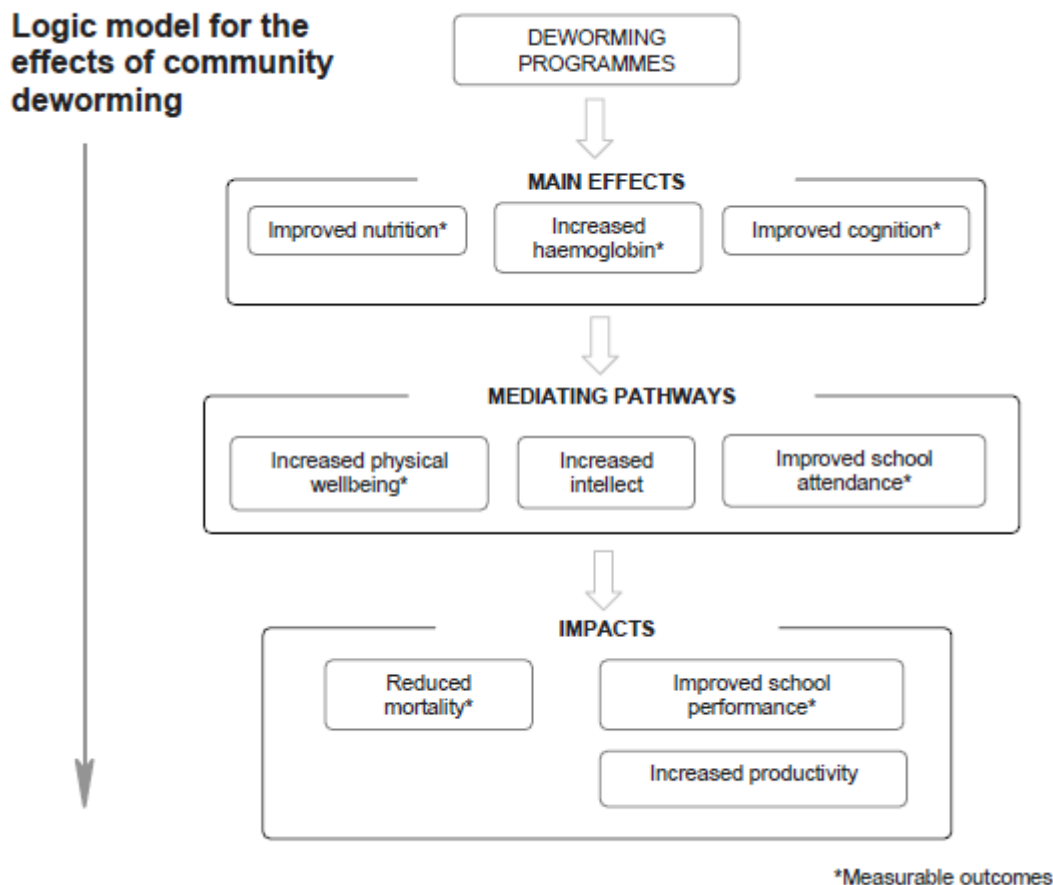 Logic model for the
effects of community
deworming
DEWORMING
PROGRAMMES
MAIN EFFECTS
Improved nutrition*
Increased
haemoglobin*
Improved cognition*
MEDIATING PATHWAYS
Increased physical
wellbeing*
Increased
intellect
Improved school
attendance*
IMPACTS
Reduced
mortality*
Improved school
performance*
Increased productivity
*Measurable outcomes